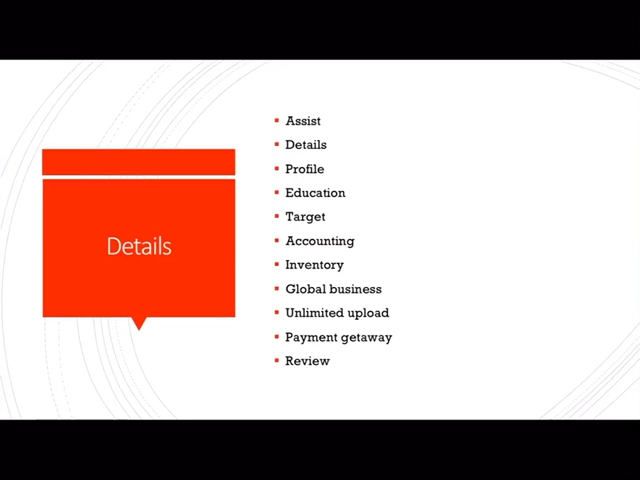 Details
Assist
Details
Profile
Education
Target
Accounting
Inventory
Global business
Unlimited upload
Payment getaway
Review